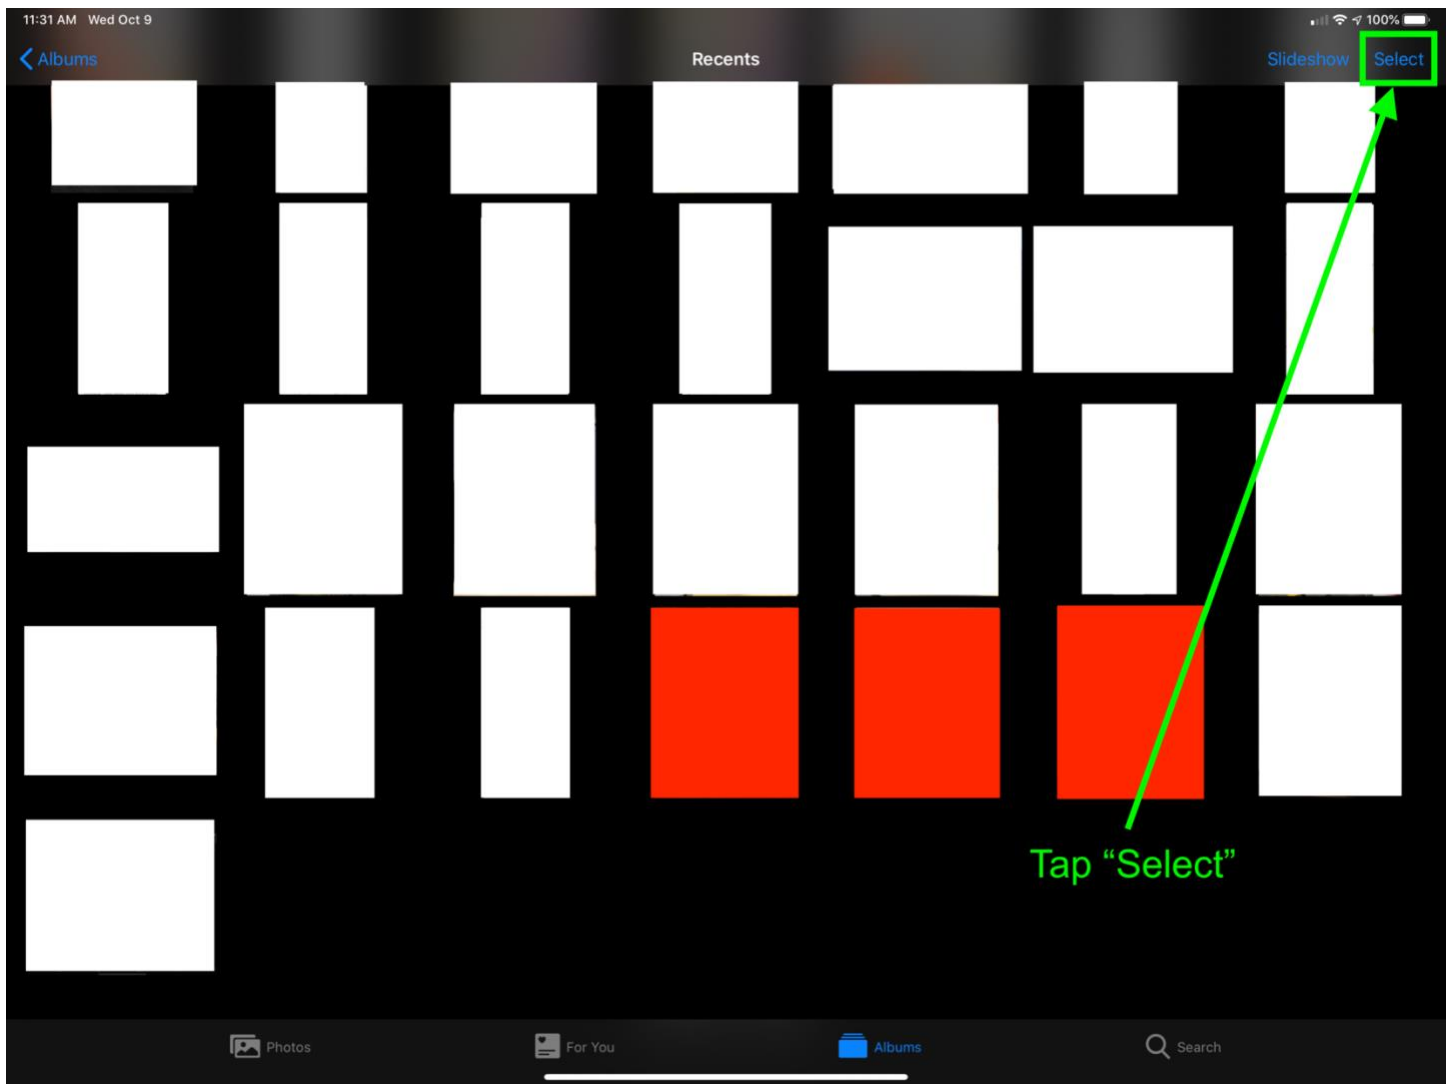 11:31 AM Wed Oct 9 100%
Albums Recents Slideshow Select
Tap “Select”
Photos For You Albums Search